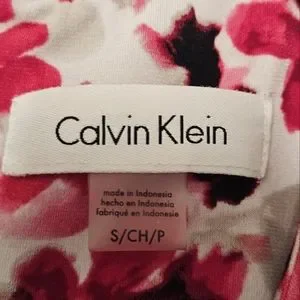 Calvin Klein
made in Indonesia
hecho en Indonesia
fabriqué en Indonesie
S/CH/P